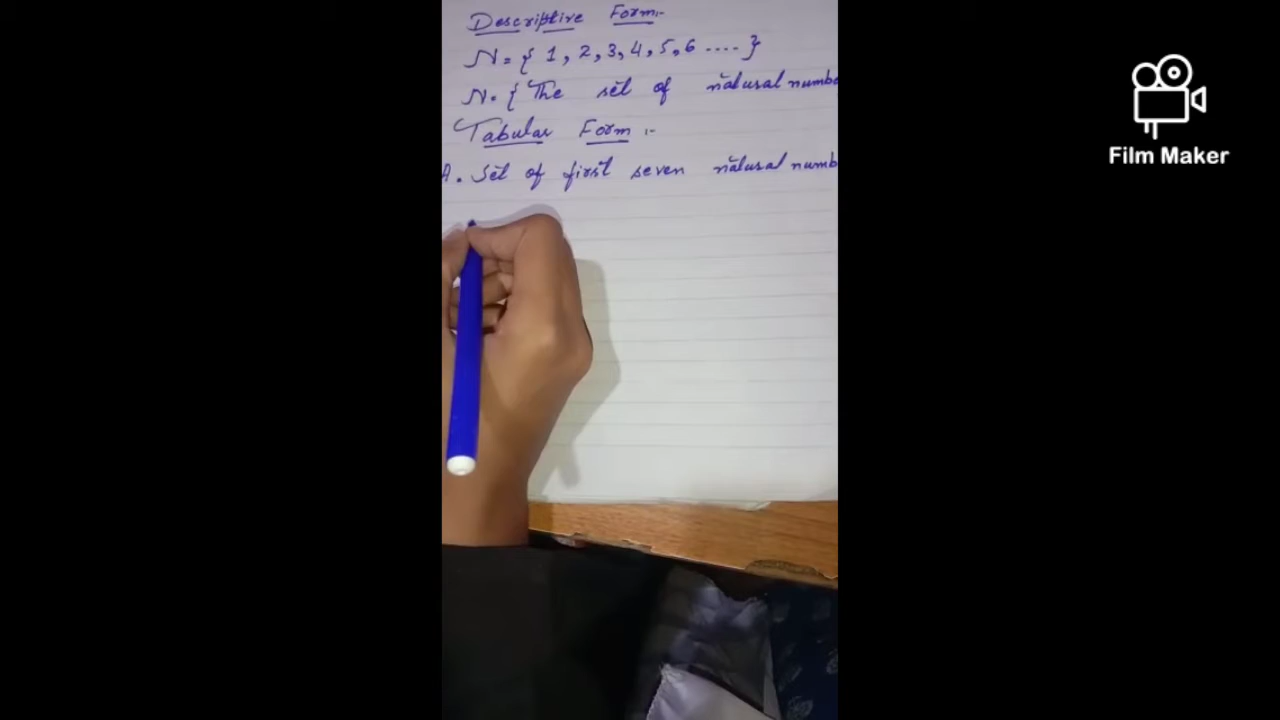 Descriptive Form:-
N = { 1, 2, 3, 4, 5, 6 .... }
N = { The set of natural numbe
Tabular Form :-
A = Set of first seven natural numb
Film Maker